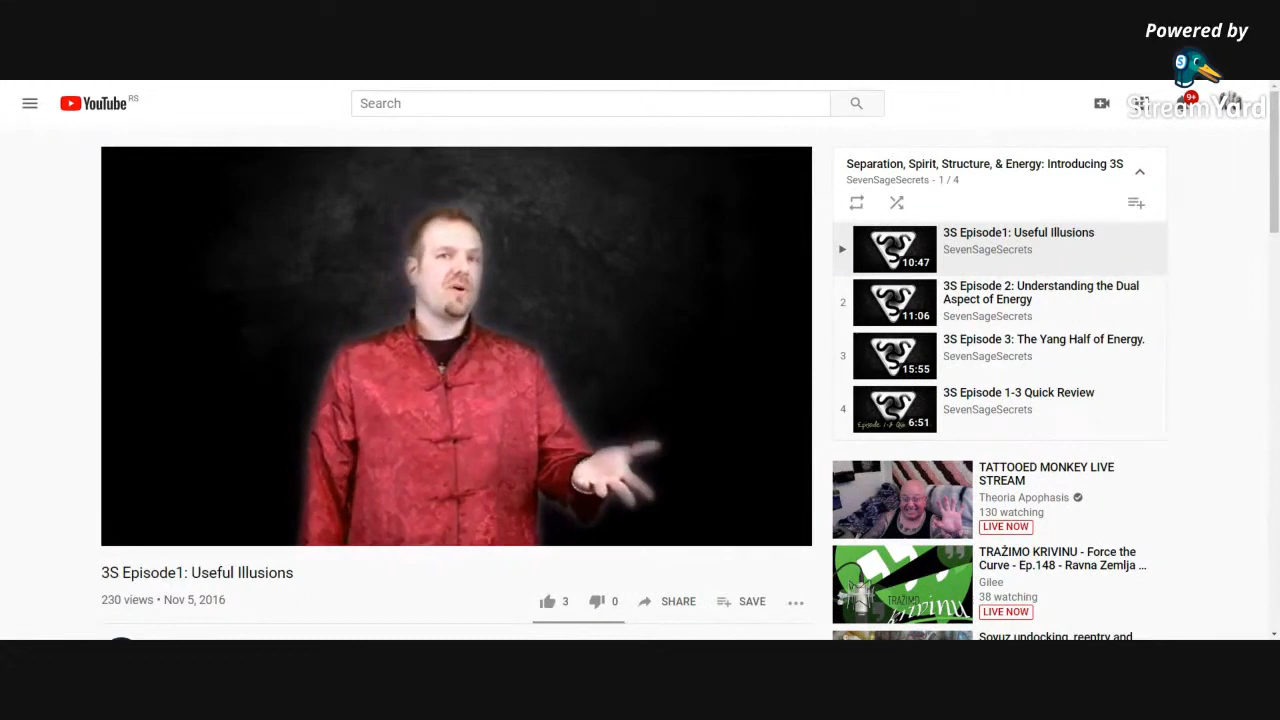 Powered by
StreamYard
YouTube RS
Search
9+
Separation, Spirit, Structure, & Energy: Introducing 3S
SevenSageSecrets - 1 / 4
3S Episode1: Useful Illusions
SevenSageSecrets
10:47
2
3S Episode 2: Understanding the Dual
Aspect of Energy
SevenSageSecrets
11:06
3
3S Episode 3: The Yang Half of Energy.
SevenSageSecrets
15:55
4
3S Episode 1-3 Quick Review
SevenSageSecrets
6:51
TATTOOED MONKEY LIVE
STREAM
Theoria Apophasis
130 watching
LIVE NOW
TRAŽIMO KRIVINU - Force the
Curve - Ep.148 - Ravna Zemlja ...
Gilee
38 watching
LIVE NOW
TRAŽIMO
krivinu
Soyuz undocking, reentry and
3S Episode1: Useful Illusions
230 views • Nov 5, 2016
3
0
SHARE
SAVE